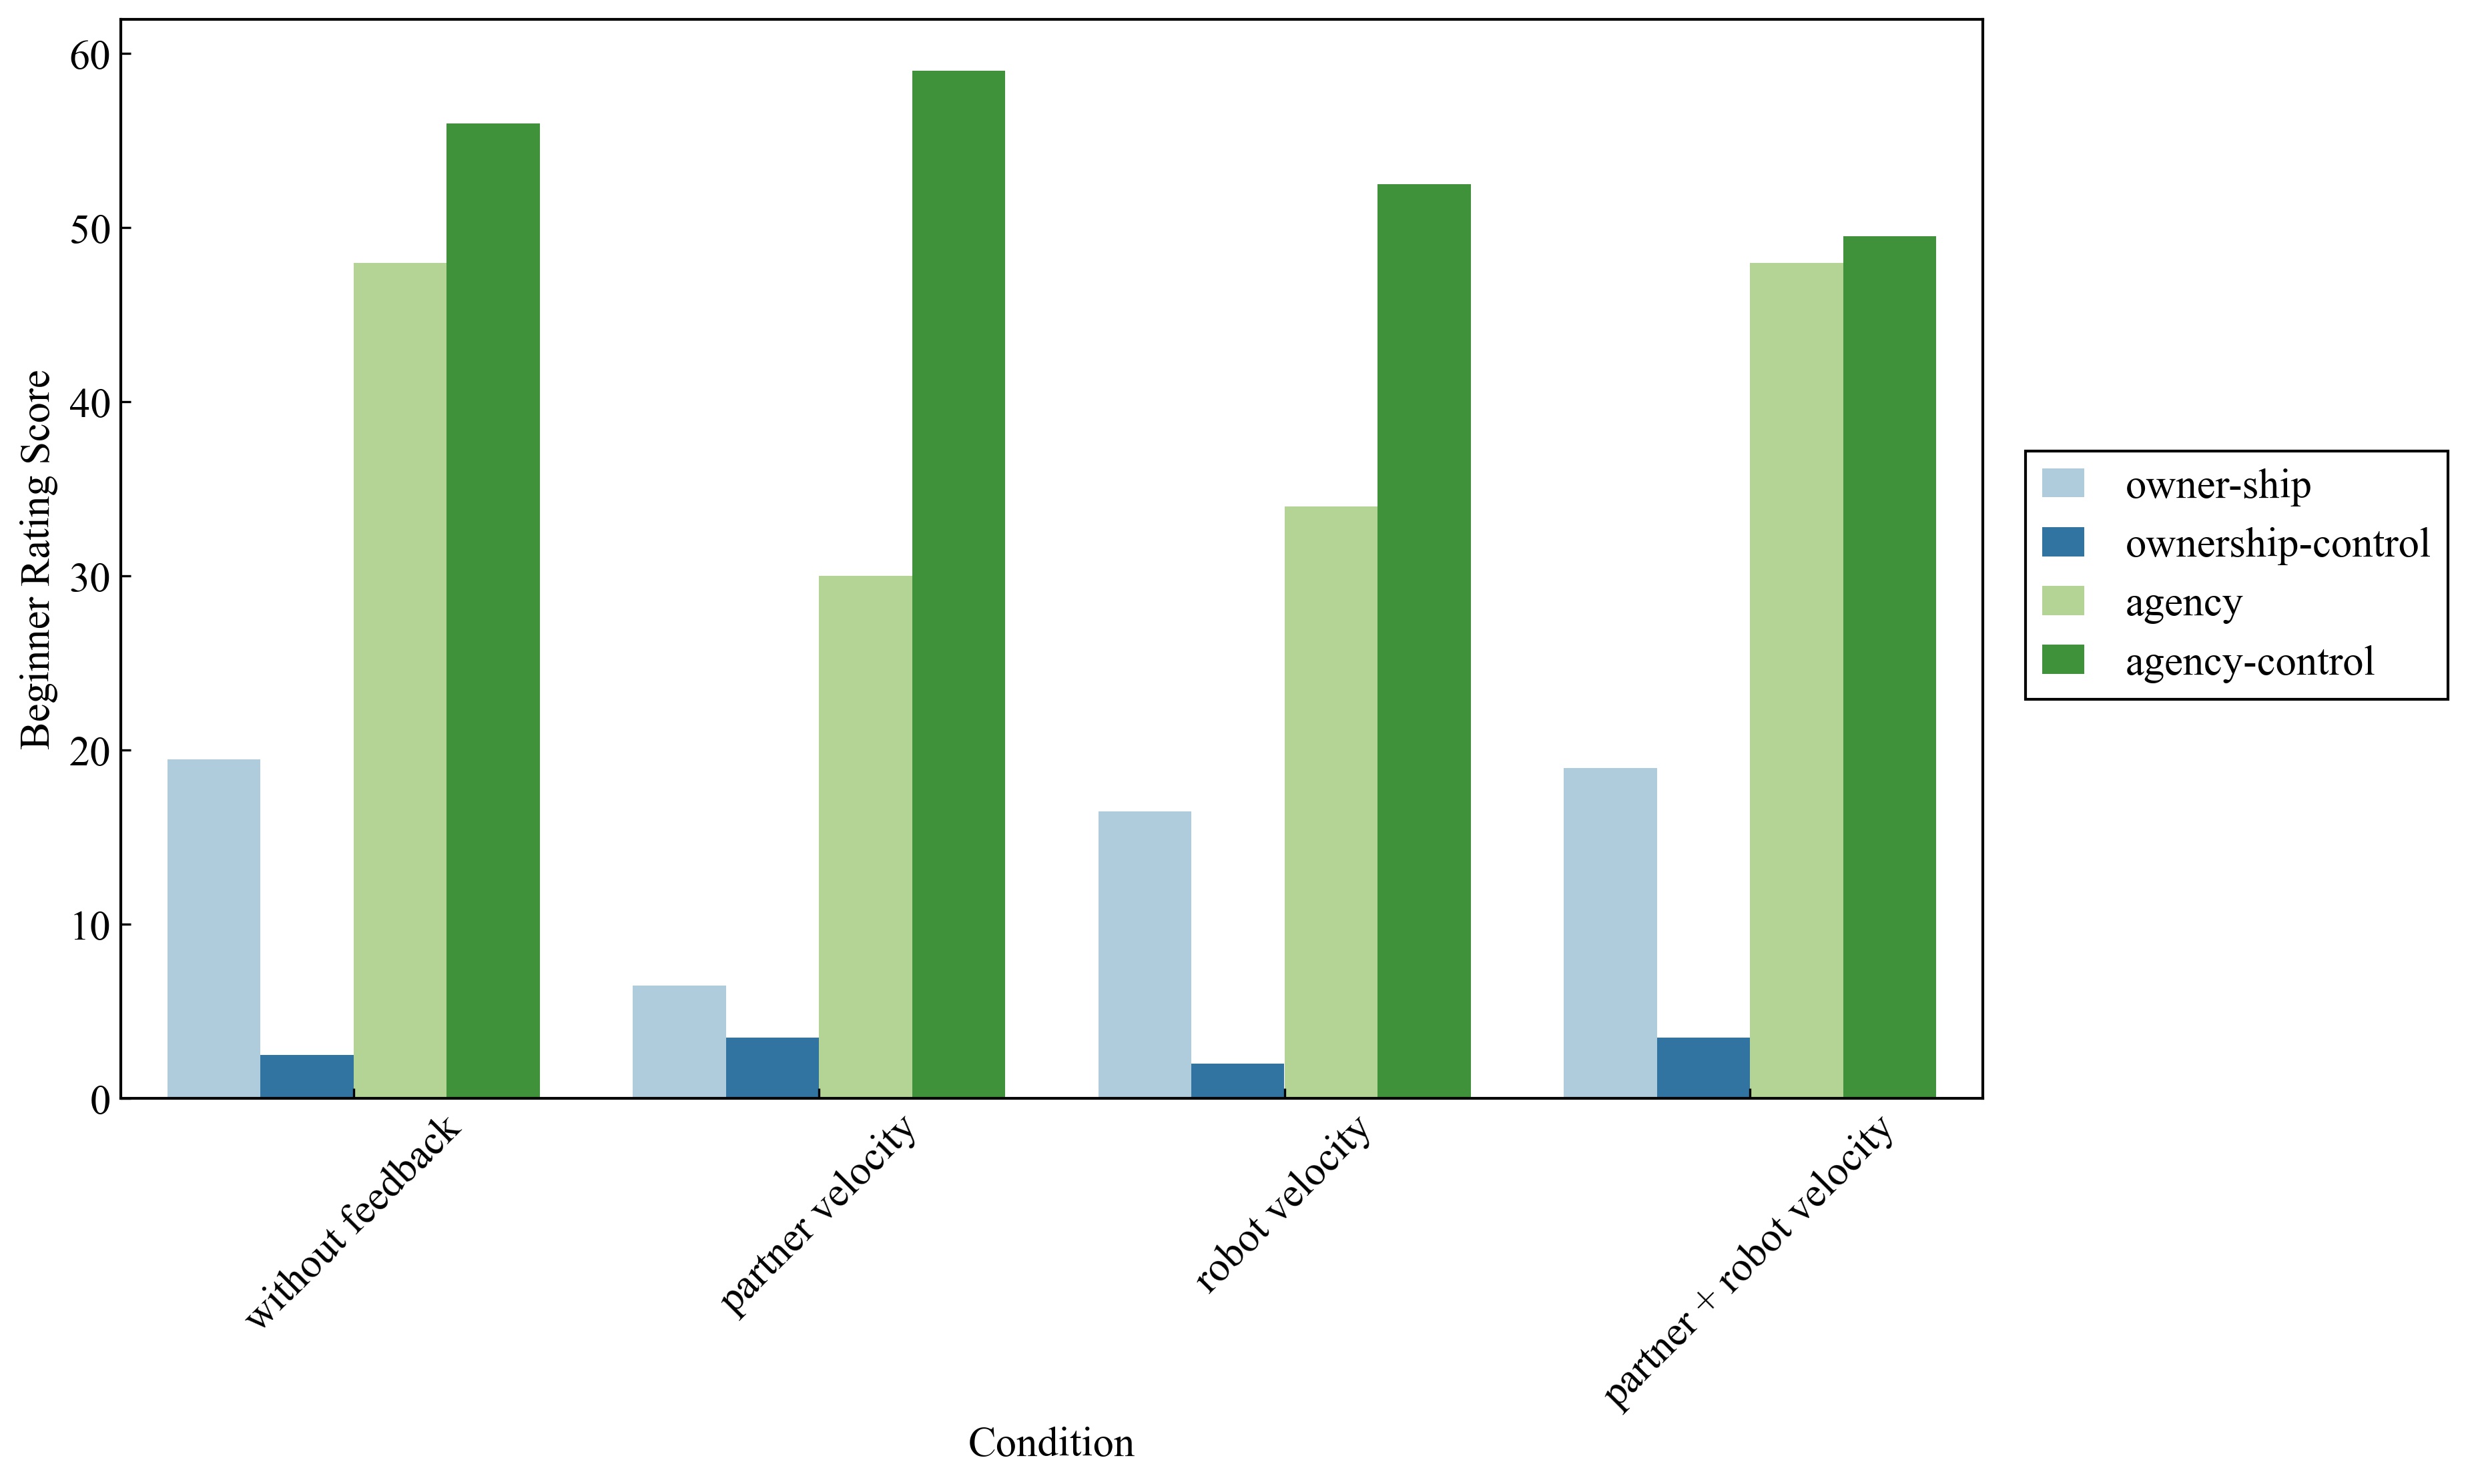 Beginner Rating Score
60
50
40
30
20
10
0
without feedback
partner velocity
robot velocity
partner + robot velocity
Condition
owner-ship
ownership-control
agency
agency-control